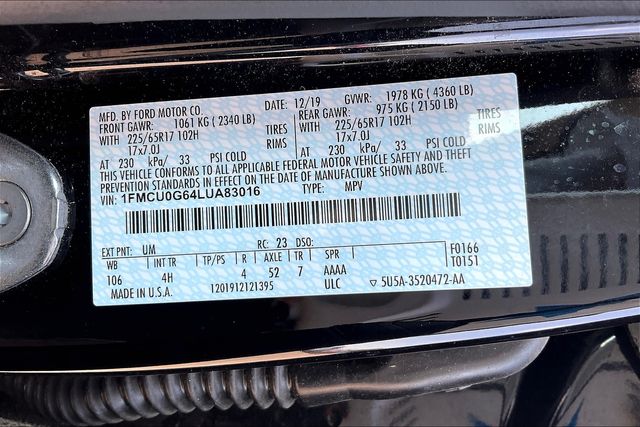 MFD. BY FORD MOTOR CO. DATE: 12/19 GVWR: 1978 KG ( 4360 LB)
FRONT GAWR: 1061 KG ( 2340 LB) REAR GAWR: 975 KG ( 2150 LB)
WITH 225/65R17 102H TIRES WITH 225/65R17 102H TIRES
17x7.0J RIMS 17x7.0J RIMS
AT 230 kPa/ 33 PSI COLD AT 230 kPa/ 33 PSI COLD
THIS VEHICLE CONFORMS TO ALL APPLICABLE FEDERAL MOTOR VEHICLE SAFETY AND THEFT
PREVENTION STANDARDS IN EFFECT ON THE DATE OF MANUFACTURE SHOWN ABOVE.
VIN: 1FMCU0G64LUA83016 TYPE: MPV
EXT PNT: UM RC: 23 DSO: F0166
WB INT TR TP/PS R AXLE TR SPR T0151
106 4H 4 52 7 AAAA
MADE IN U.S.A. 1201912121395 ULC ▽ 5U5A-3520472-AA